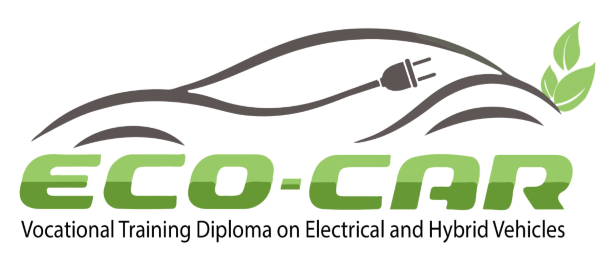 ECO-CAR
Vocational Training Diploma on Electrical and Hybrid Vehicles